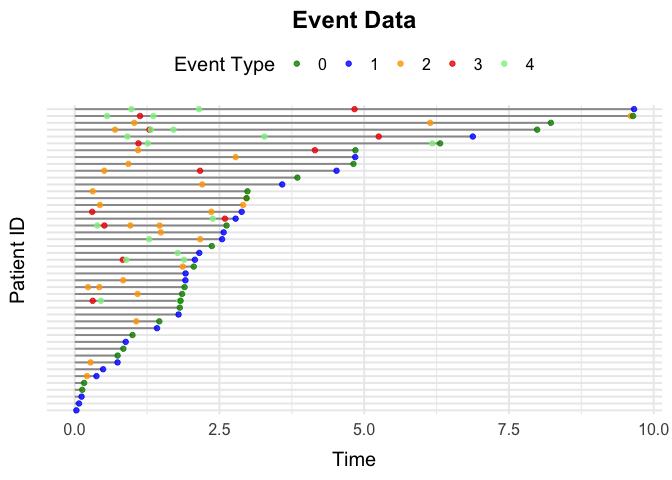 Event Data
Event Type 0 1 2 3 4
Patient ID
0.0 2.5 5.0 7.5 10.0
Time